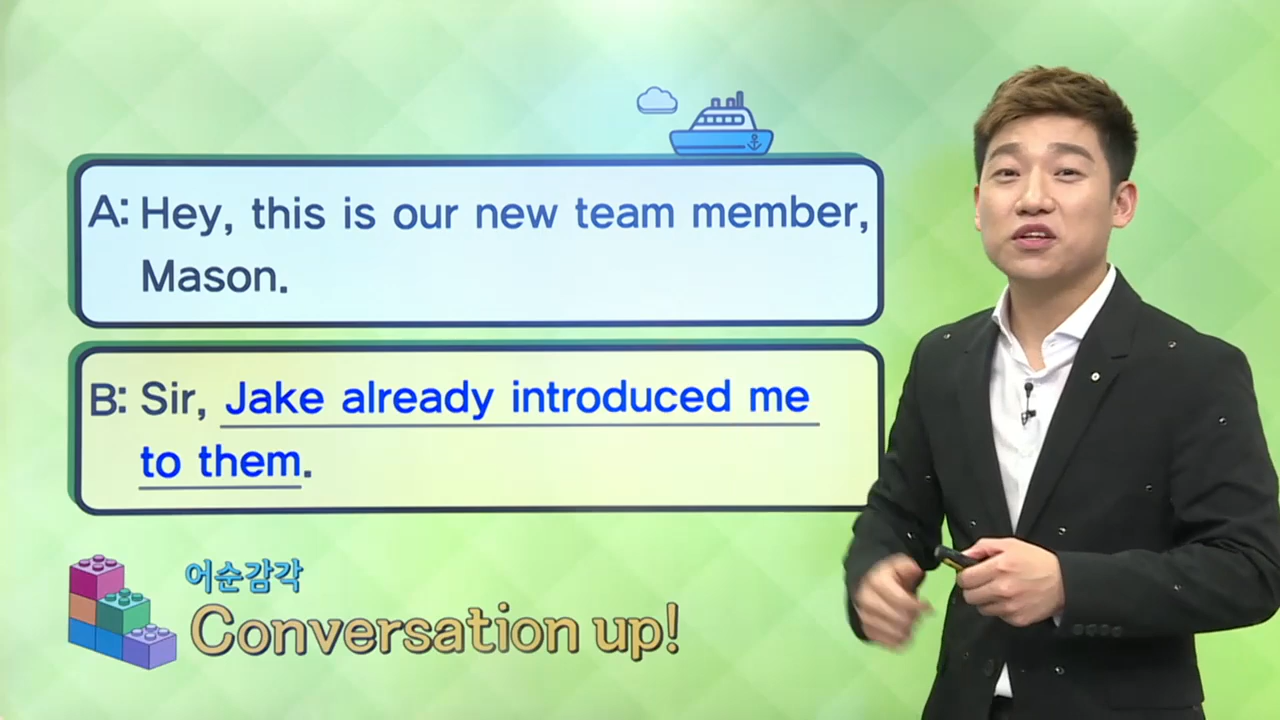 A: Hey, this is our new team member,
Mason.
B: Sir, Jake already introduced me
to them.
어순감각
Conversation up!